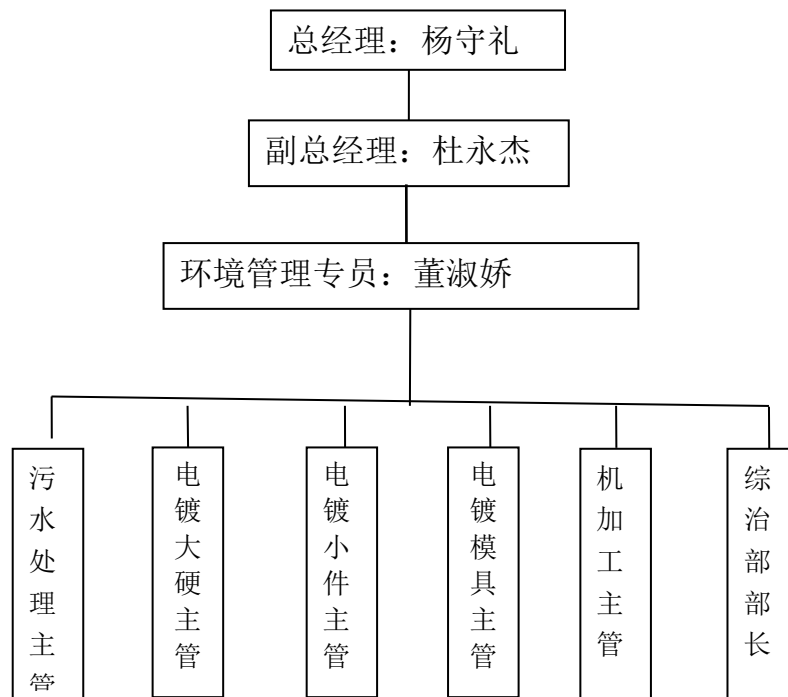 总经理：杨守礼
副总经理：杜永杰
环境管理专员：董淑娇
污水处理主管
电镀大硬主管
电镀小件主管
电镀模具主管
机加工主管
综治部部长